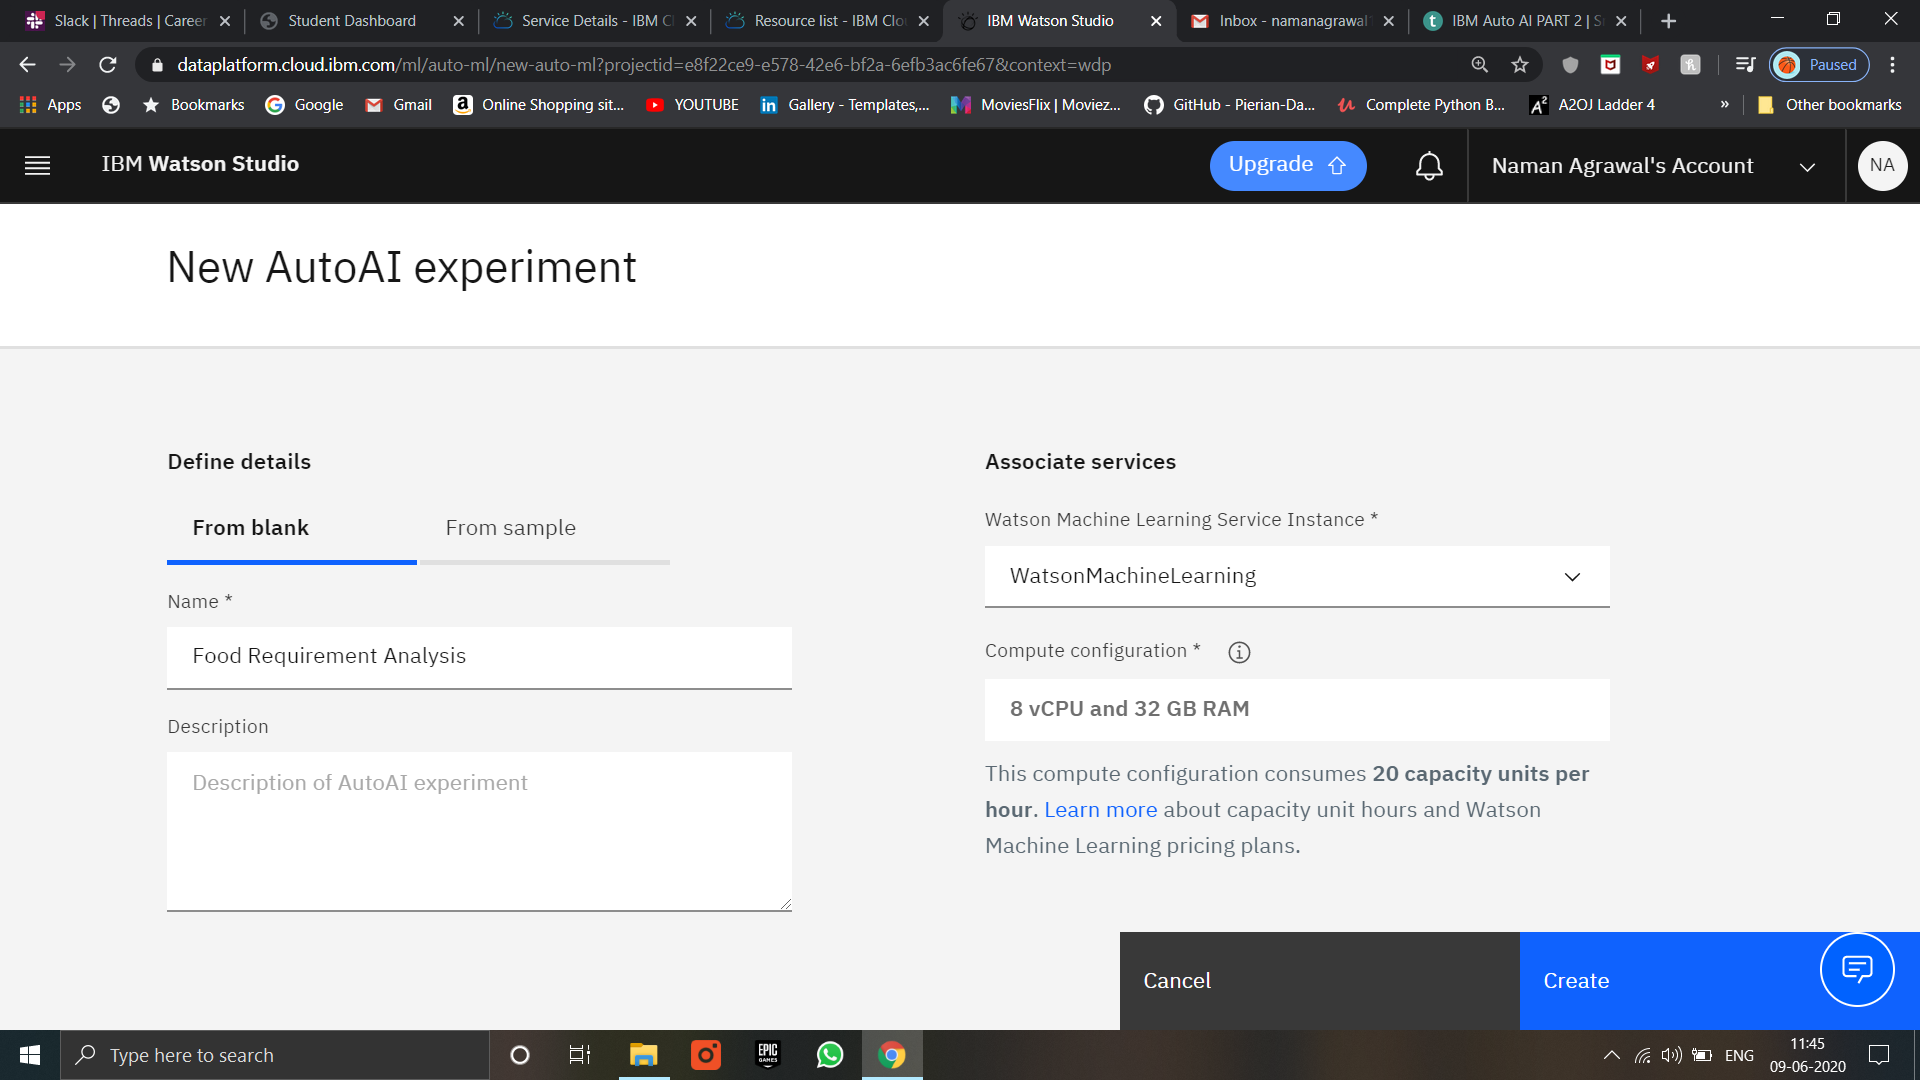 Slack | Threads | Career
Student Dashboard
Service Details - IBM Cl
Resource list - IBM Clou
IBM Watson Studio
Inbox - namanagrawal
IBM Auto AI PART 2 | S
dataplatform.cloud.ibm.com/ml/auto-ml/new-auto-ml?projectid=e8f22ce9-e578-42e6-bf2a-6efb3ac6fe67&context=wdp
Paused
Apps
Bookmarks
Google
Gmail
Online Shopping sit...
YOUTUBE
Gallery - Templates,...
MoviesFlix | Moviez...
GitHub - Pierian-Da...
Complete Python B...
A2OJ Ladder 4
»
Other bookmarks
IBM Watson Studio
Upgrade
Naman Agrawal's Account
NA
New AutoAI experiment
Define details
From blank
From sample
Name *
Food Requirement Analysis
Description
Description of AutoAI experiment
Associate services
Watson Machine Learning Service Instance *
WatsonMachineLearning
Compute configuration *
8 vCPU and 32 GB RAM
This compute configuration consumes 20 capacity units per
hour. Learn more about capacity unit hours and Watson
Machine Learning pricing plans.
Cancel
Create
Type here to search
EPIC
GAMES
ENG
11:45
09-06-2020